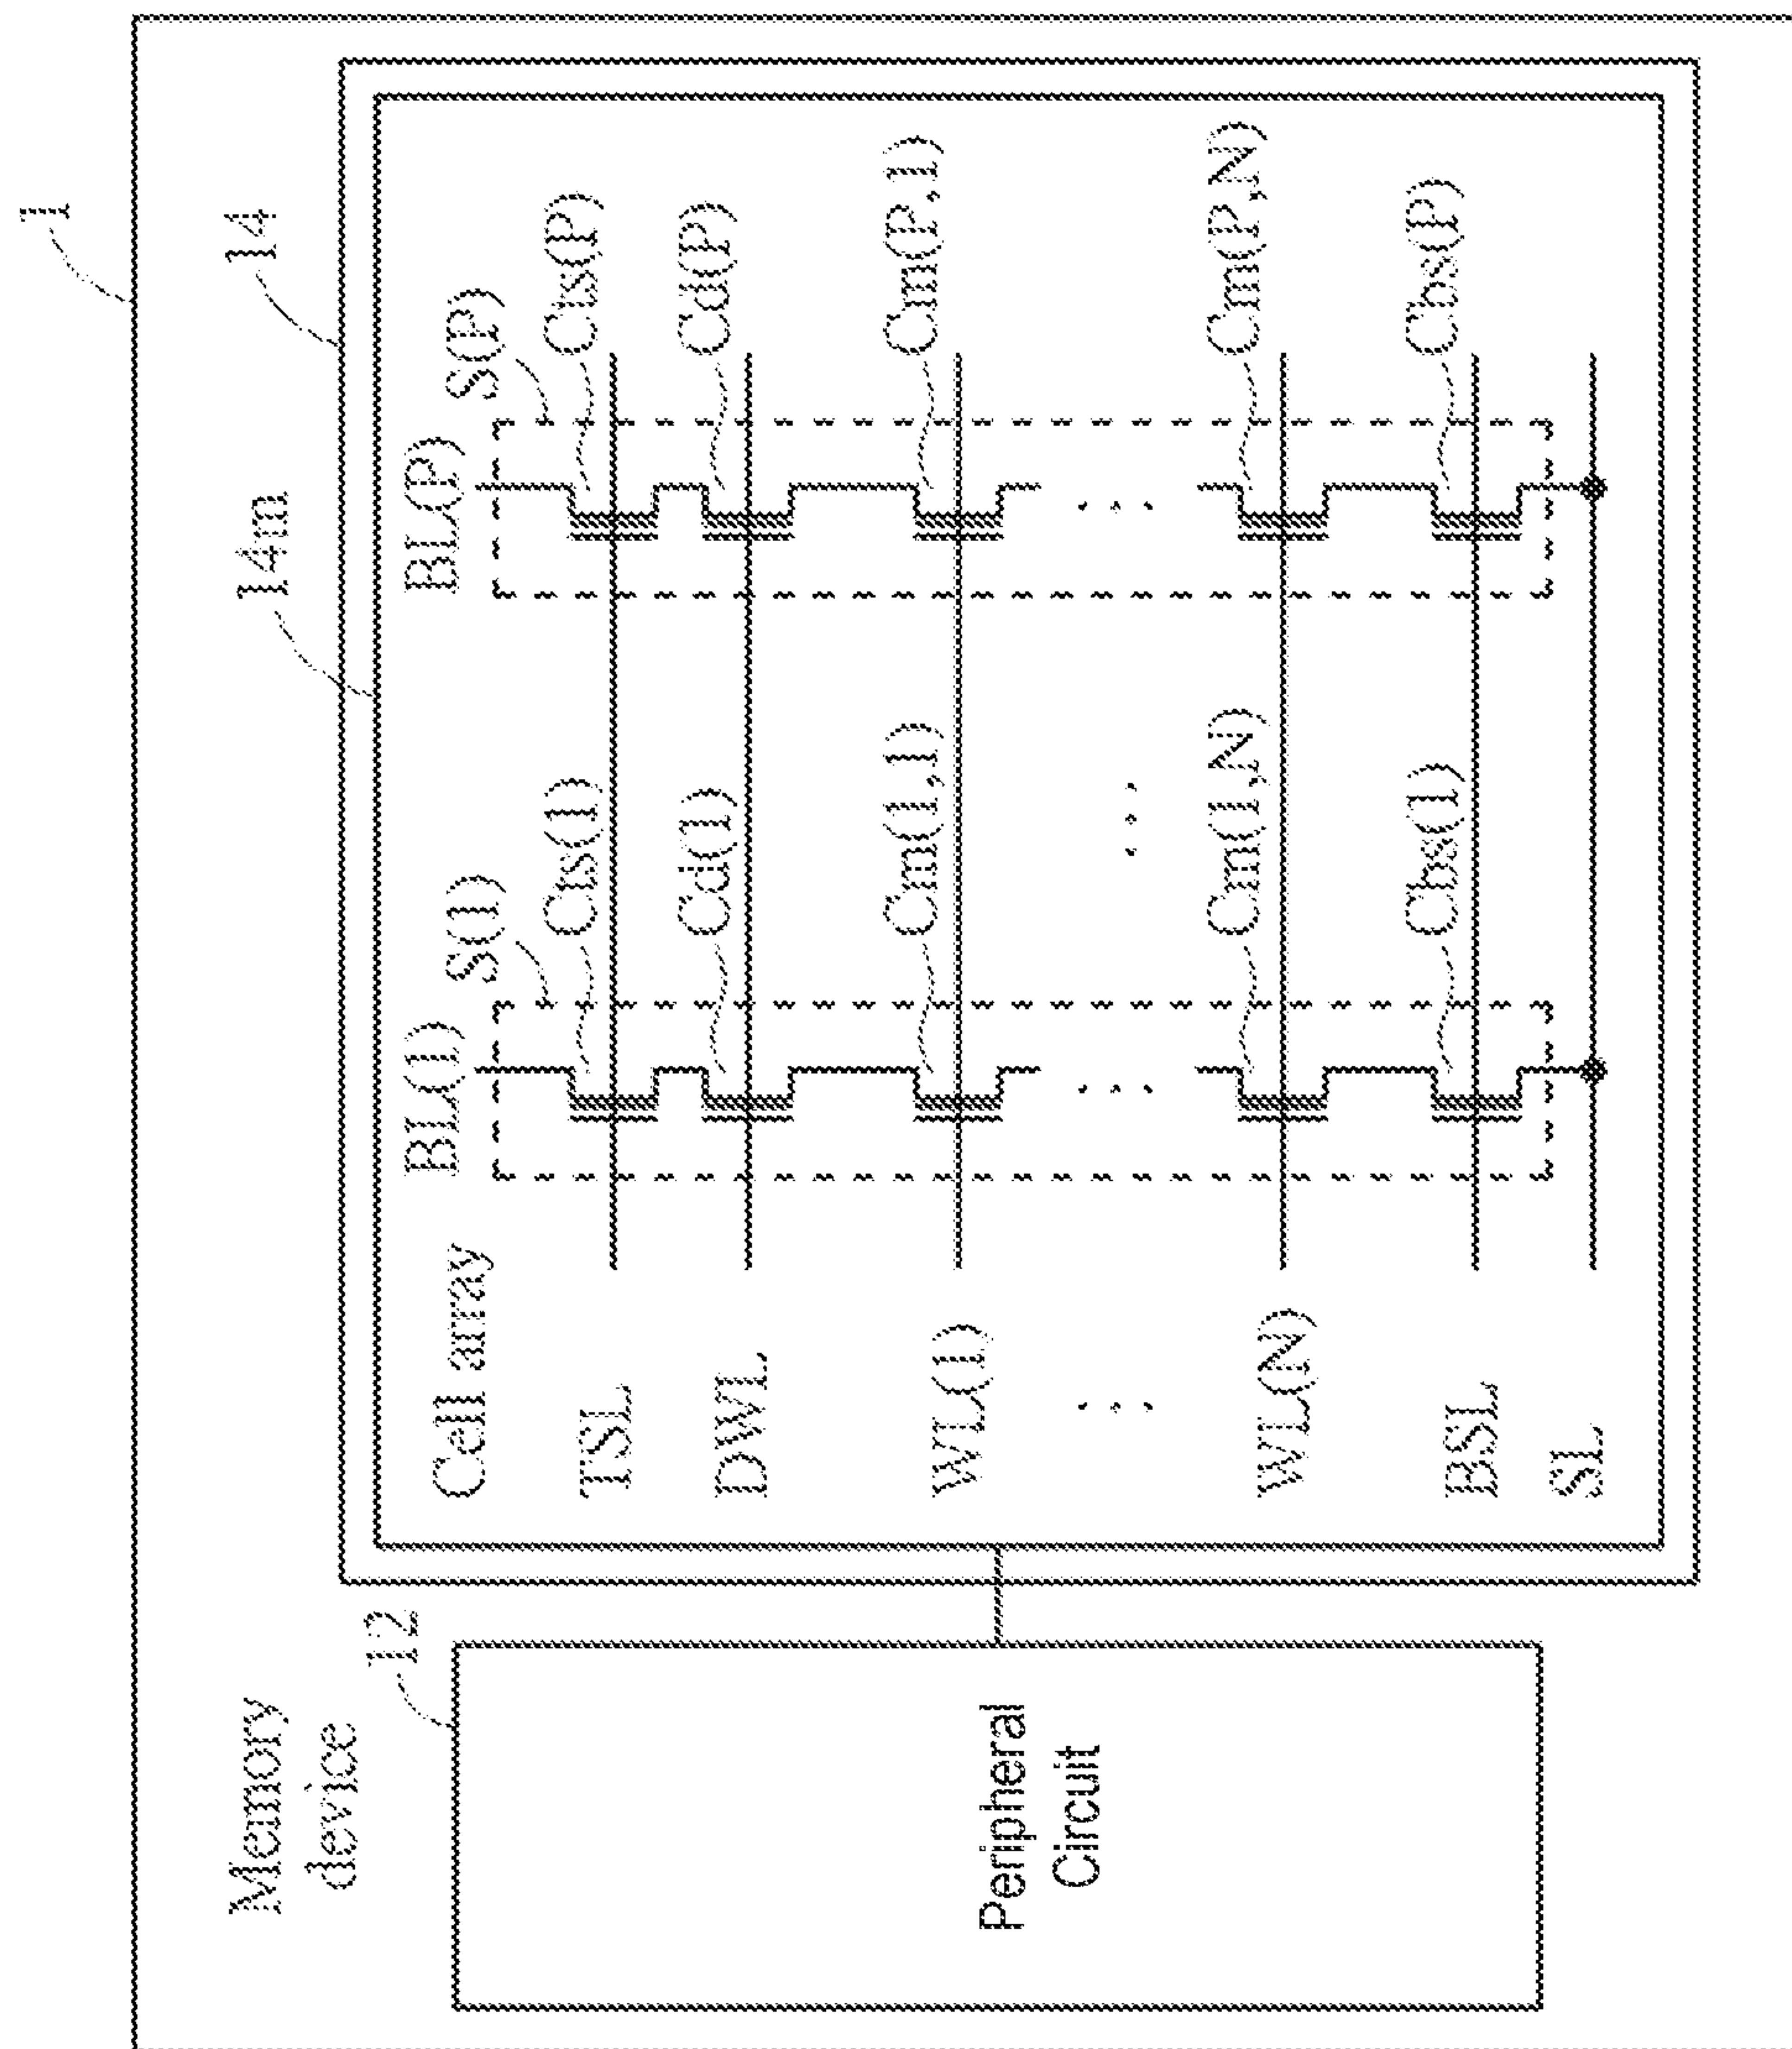 1
14
14m
Memory
device
12
Peripheral
Circuit
Cell array
BL(1)
S(1)
BL(P)
S(P)
TSL
Cts(1)
Cts(P)
DWL
Cd(1)
Cd(P)
WL(1)
Cm(1,1)
Cm(P,1)
⋮
⋮
...
⋮
WL(N)
Cm(1,N)
Cm(P,N)
BSL
Cbs(1)
Cbs(P)
SL